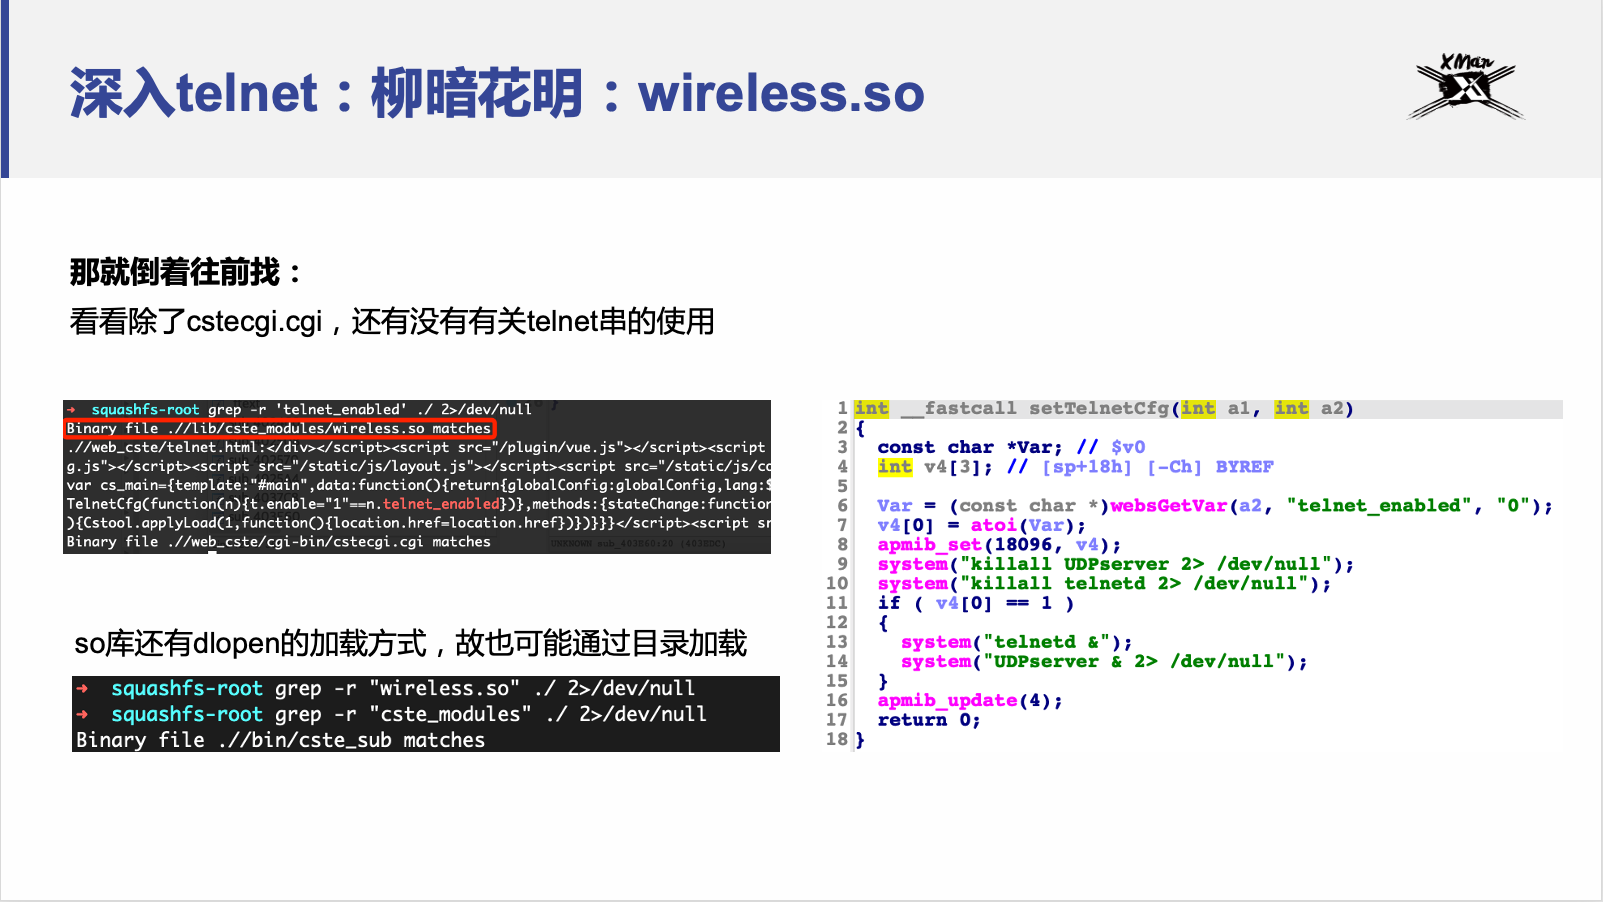 深入telnet：柳暗花明：wireless.so
XMan
那就倒着往前找：
看看除了cstecgi.cgi，还有没有有关telnet串的使用
→ squashfs-root grep -r 'telnet_enabled' ./ 2>/dev/null
Binary file .//lib/cste_modules/wireless.so matches
.//web_cste/telnet.html:</div></script><script src="/plugin/vue.js"></script><script
g.js"></script><script src="/static/js/layout.js"></script><script src="/static/js/co
var cs_main={template:"#main",data:function(){return{globalConfig:globalConfig,lang:$
TelnetCfg(function(n){t.enable="1"==n.telnet_enabled})},methods:{stateChange:function
){Cstool.applyLoad(1,function(){location.href=location.href})})}}}</script><script sr
Binary file .//web_cste/cgi-bin/cstecgi.cgi matches
so库还有dlopen的加载方式，故也可能通过目录加载
→ squashfs-root grep -r "wireless.so" ./ 2>/dev/null
→ squashfs-root grep -r "cste_modules" ./ 2>/dev/null
Binary file .//bin/cste_sub matches
1 int __fastcall setTelnetCfg(int a1, int a2)
2 {
3 const char *Var; // $v0
4 int v4[3]; // [sp+18h] [-Ch] BYREF
5
6 Var = (const char *)websGetVar(a2, "telnet_enabled", "0");
7 v4[0] = atoi(Var);
8 apmib_set(18096, v4);
9 system("killall UDPserver 2> /dev/null");
10 system("killall telnetd 2> /dev/null");
11 if ( v4[0] == 1 )
12 {
13 system("telnetd &");
14 system("UDPserver & 2> /dev/null");
15 }
16 apmib_update(4);
17 return 0;
18 }